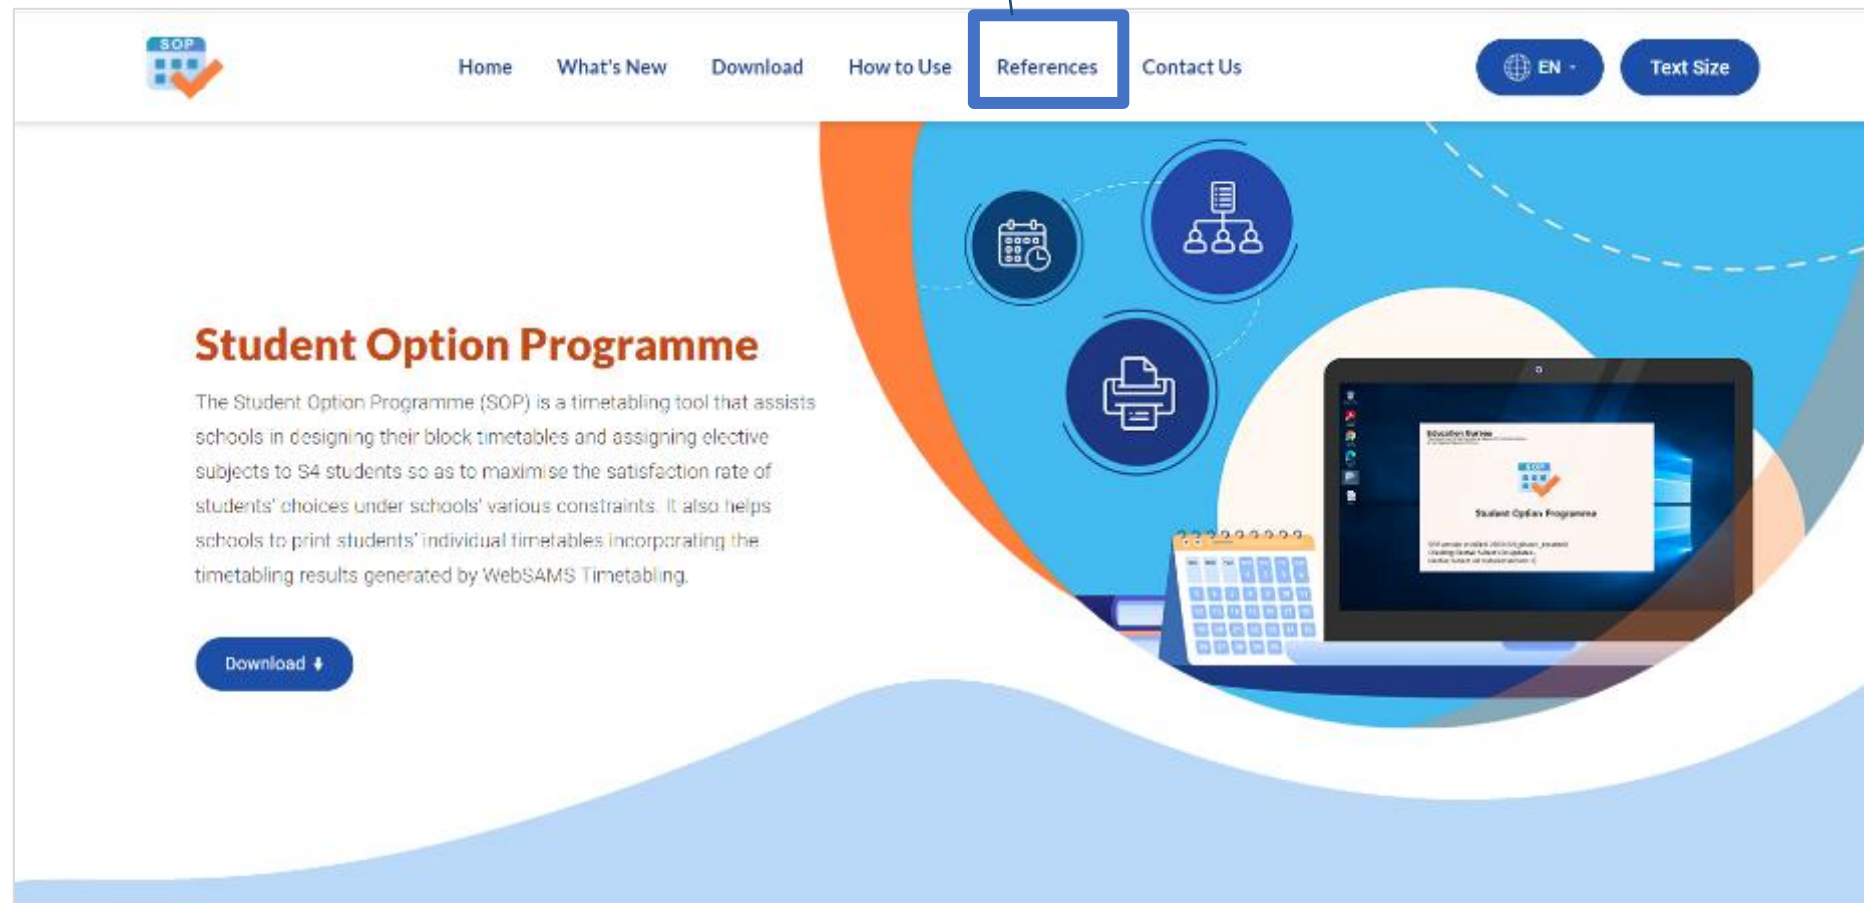 SOP
Home
What's New
Download
How to Use
References
Contact Us
EN
Text Size
Student Option Programme
The Student Option Programme (SOP) is a timetabling tool that assists
schools in designing their block timetables and assigning elective
subjects to S4 students so as to maximise the satisfaction rate of
students' choices under schools' various constraints. It also helps
schools to print students' individual timetables incorporating the
timetabling results generated by WebSAMS Timetabling.
Download
Education Bureau
SOP
Student Option Programme